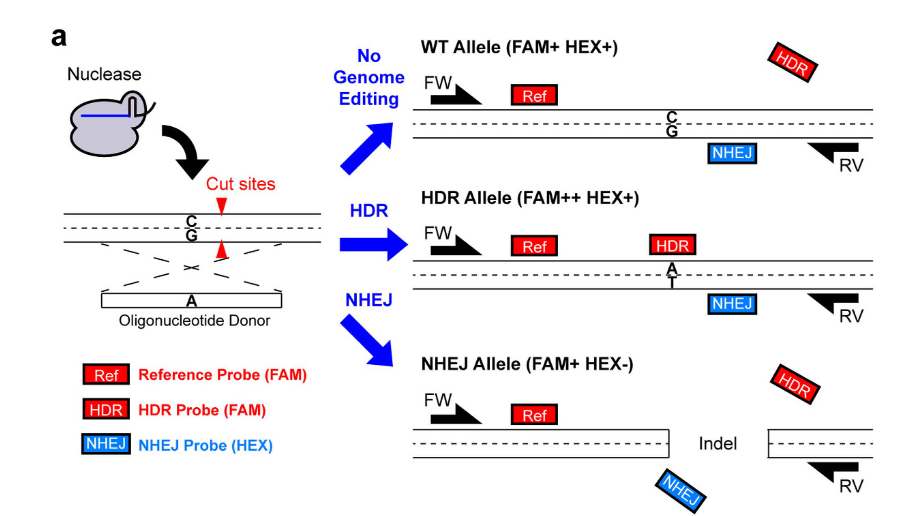 a
Nuclease
Cut sites
C
G
A
Oligonucleotide Donor
Ref Reference Probe (FAM)
HDR HDR Probe (FAM)
NHEJ NHEJ Probe (HEX)
No
Genome
Editing
HDR
NHEJ
WT Allele (FAM+ HEX+)
HDR
FW
Ref
C
G
NHEJ
RV
HDR Allele (FAM++ HEX+)
FW
Ref
HDR
A
T
NHEJ
RV
NHEJ Allele (FAM+ HEX-)
HDR
FW
Ref
Indel
NHEJ
RV